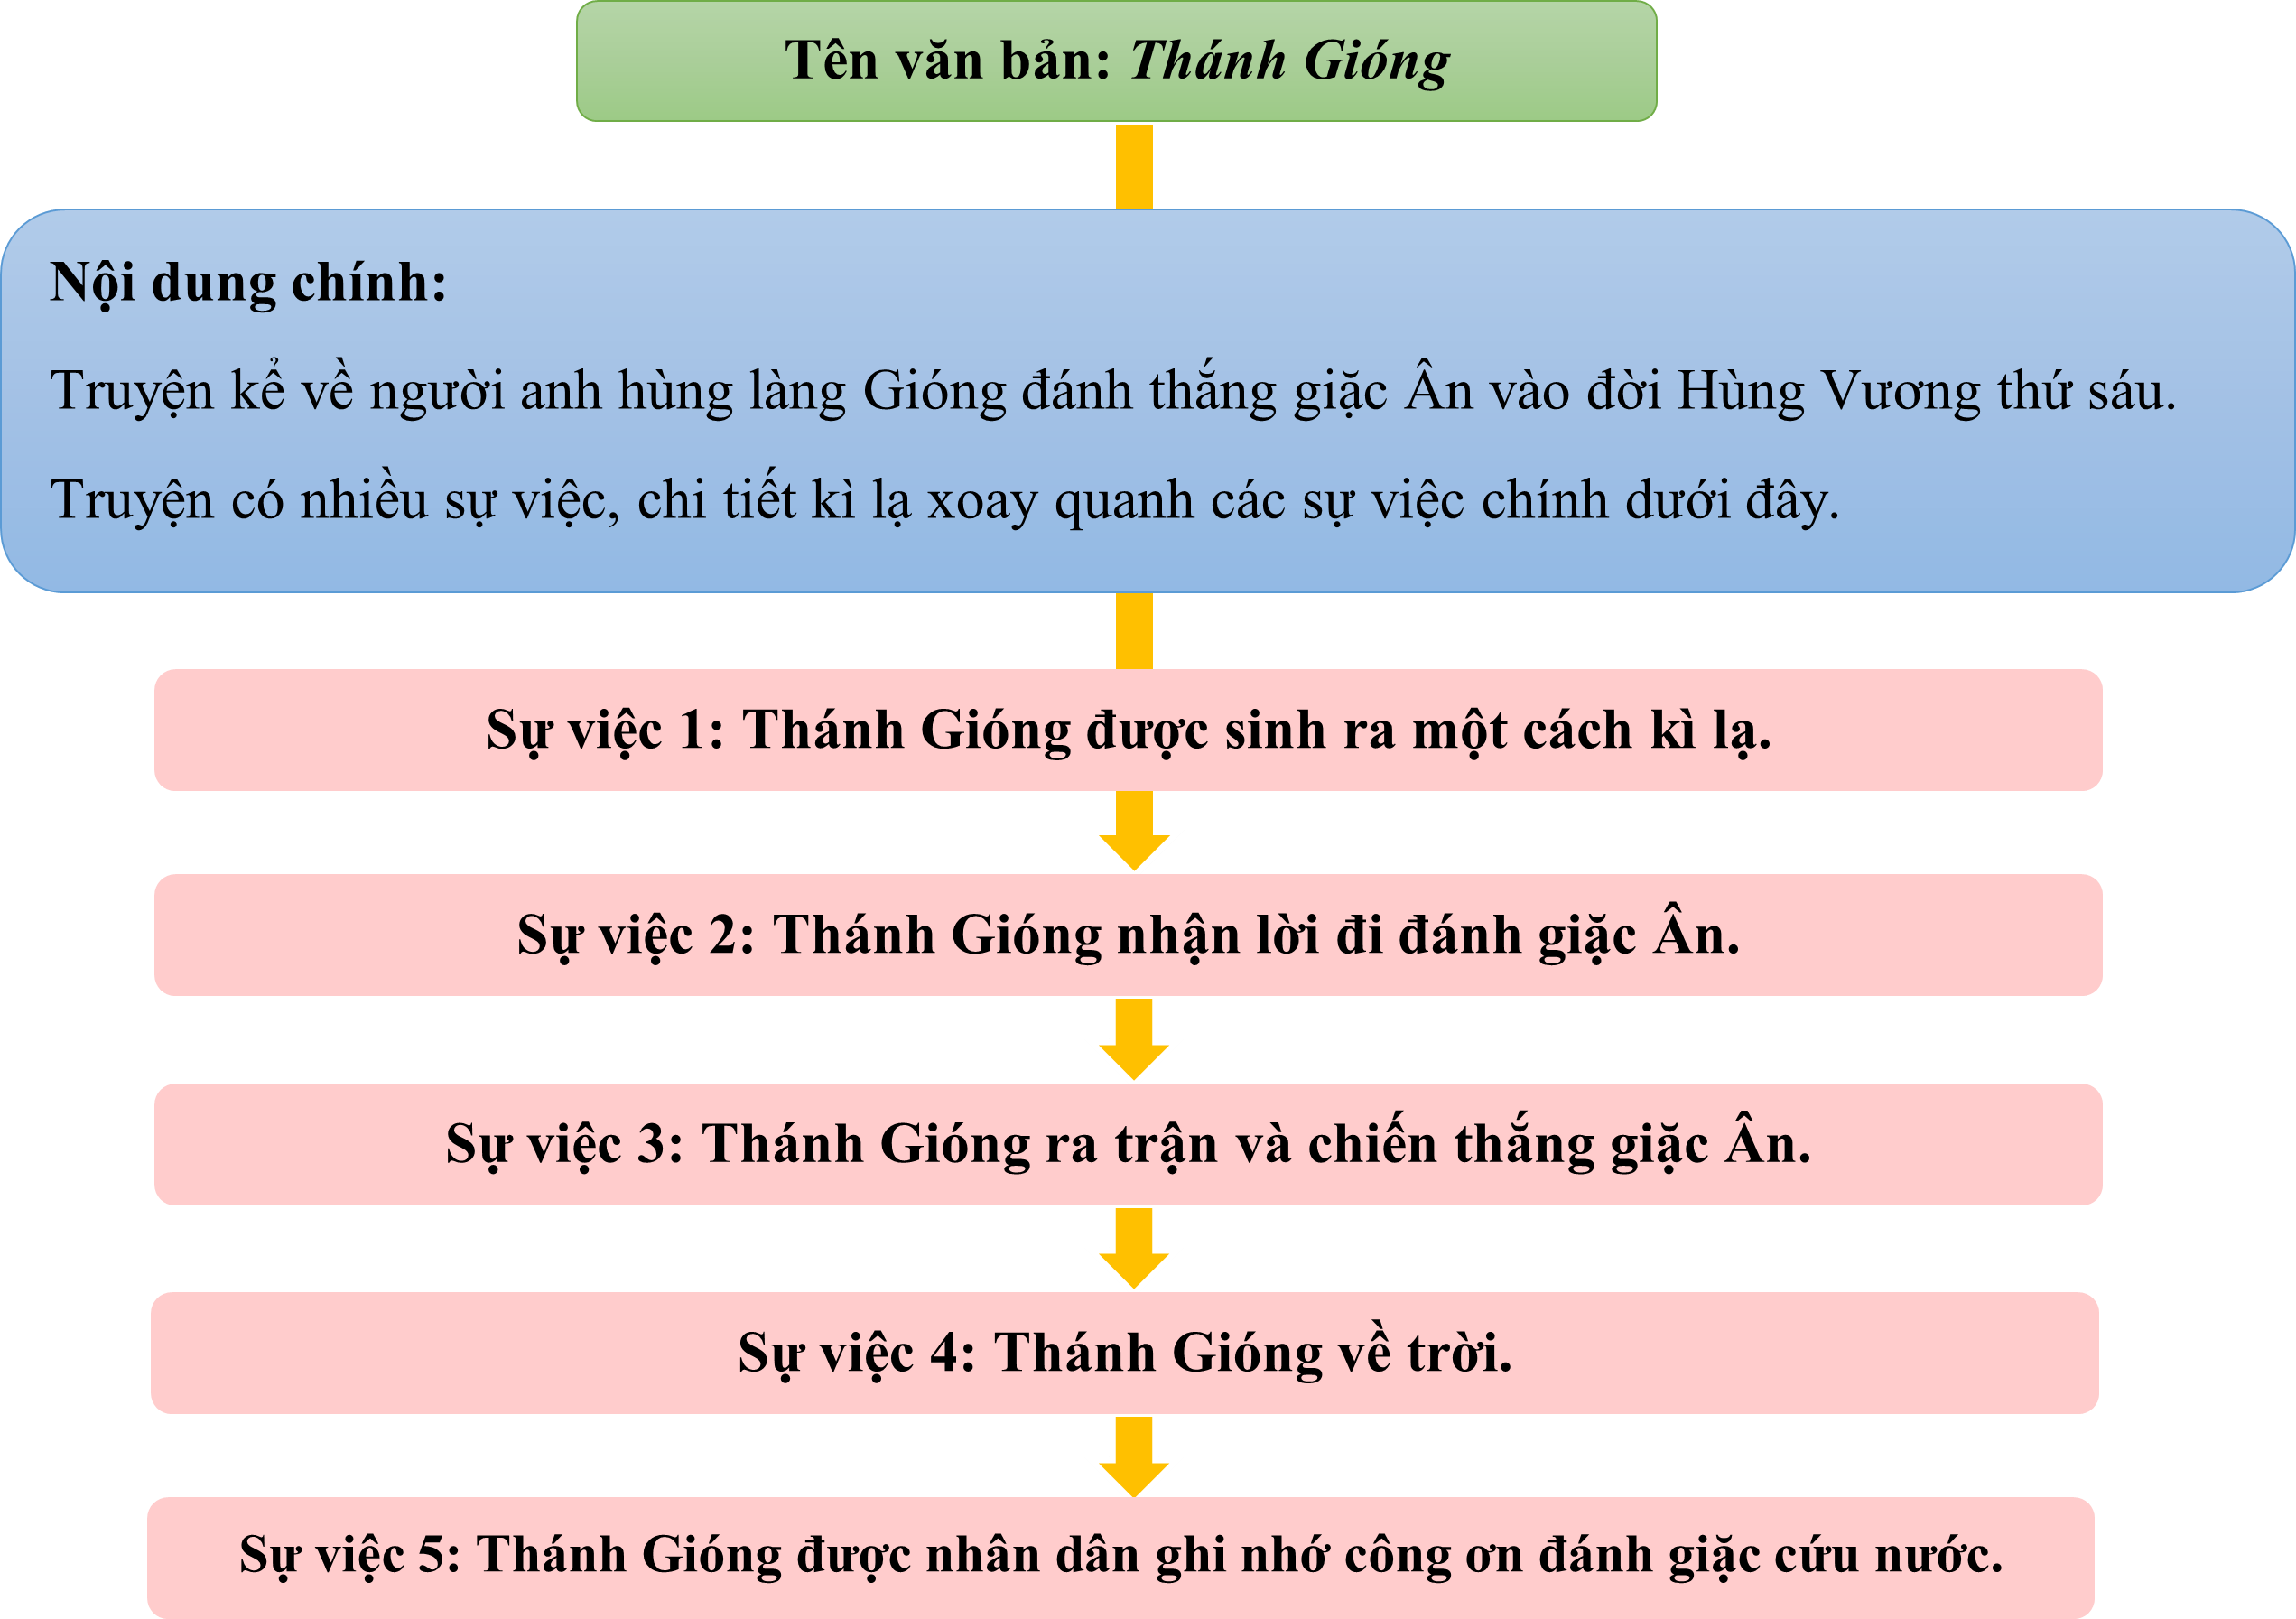 Tên văn bản: Thánh Gióng
Nội dung chính:
Truyện kể về người anh hùng làng Gióng đánh thắng giặc Ân vào đời Hùng Vương thứ sáu.
Truyện có nhiều sự việc, chi tiết kì lạ xoay quanh các sự việc chính dưới đây.
Sự việc 1: Thánh Gióng được sinh ra một cách kì lạ.
Sự việc 2: Thánh Gióng nhận lời đi đánh giặc Ân.
Sự việc 3: Thánh Gióng ra trận và chiến thắng giặc Ân.
Sự việc 4: Thánh Gióng về trời.
Sự việc 5: Thánh Gióng được nhân dân ghi nhớ công ơn đánh giặc cứu nước.